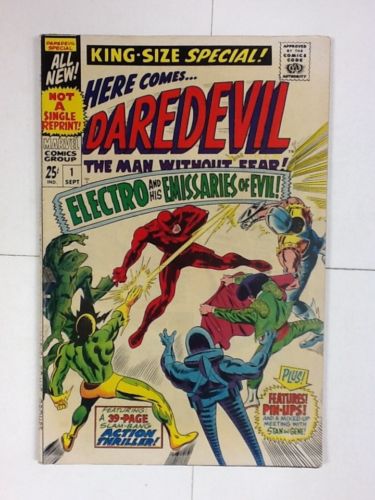 DAREDEVIL SPECIAL
ALL NEW!
NOT A SINGLE REPRINT!
MARVEL COMICS GROUP
25¢ IND.
1 SEPT
KING-SIZE SPECIAL!
APPROVED BY THE COMICS CODE AUTHORITY
HERE COMES...
DAREDEVIL
THE MAN WITHOUT FEAR!
ELECTRO AND HIS EMISSARIES OF EVIL!
PLUS!
FEATURES!
PIN-UPS!
AND A MIXED-UP
MEETING WITH
STAN and GENE!
FEATURING:
A 39-PAGE
SLAM-BANG
ACTION
THRILLER!